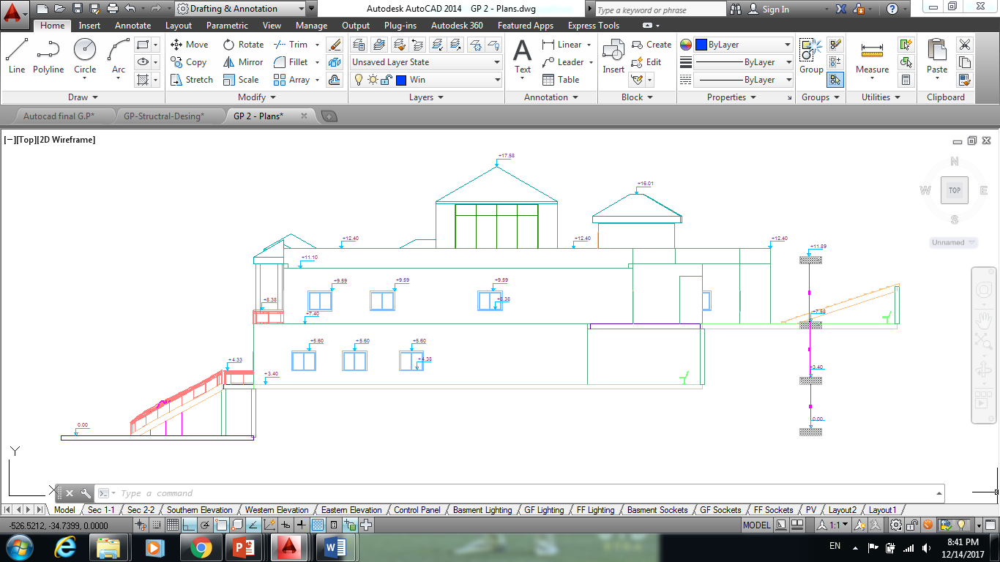 Drafting & Annotation
Autodesk AutoCAD 2014 GP 2 - Plans.dwg
Type a keyword or phrase
Sign In
Home Insert Annotate Layout Parametric View Manage Output Plug-ins Autodesk 360 Featured Apps Express Tools
Line Polyline Circle Arc
Move Rotate Trim
Copy Mirror Fillet
Stretch Scale Array
Unsaved Layer State
Win
Text
Linear
Leader
Table
Insert
Create
Edit
ByLayer
ByLayer
ByLayer
Group
Measure
Paste
Draw Modify Layers Annotation Block Properties Groups Utilities Clipboard
Autocad final G.P* GP-Structral-Desing* GP 2 - Plans*
[−][Top][2D Wireframe]
N
W TOP E
S
Unnamed
+17.58
+16.01
+12.40 +12.40 +12.40
+11.89
+11.10
+9.59 +9.59 +9.59
+8.38 +8.38
+7.40 +7.58
+5.60 +5.60 +5.60
+4.33 +4.38
+3.40 +3.40
0.00 0.00
Y
X
Type a command
Model Sec 1-1 Sec 2-2 Southern Elevation Western Elevation Eastern Elevation Control Panel Basment Lighting GF Lighting FF Lighting Basment Sockets GF Sockets FF Sockets PV Layout2 Layout1
-526.5212, -34.7399, 0.0000
MODEL 1:1
EN
8:41 PM
12/14/2017